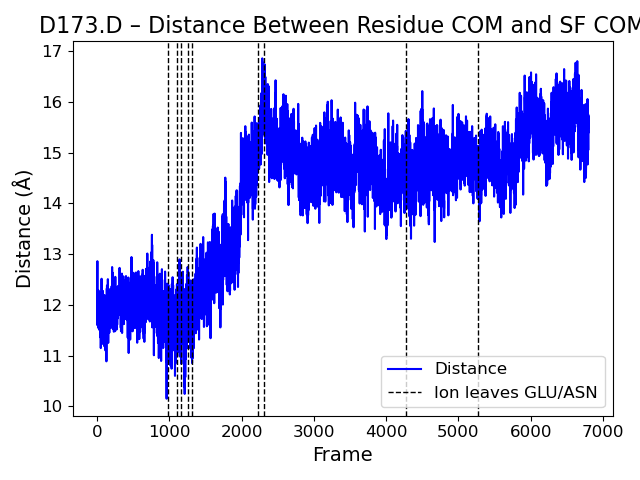 D173.D – Distance Between Residue COM and SF COM
17
16
15
14
13
12
11
10
Distance (Å)
Distance
Ion leaves GLU/ASN
0 1000 2000 3000 4000 5000 6000 7000
Frame